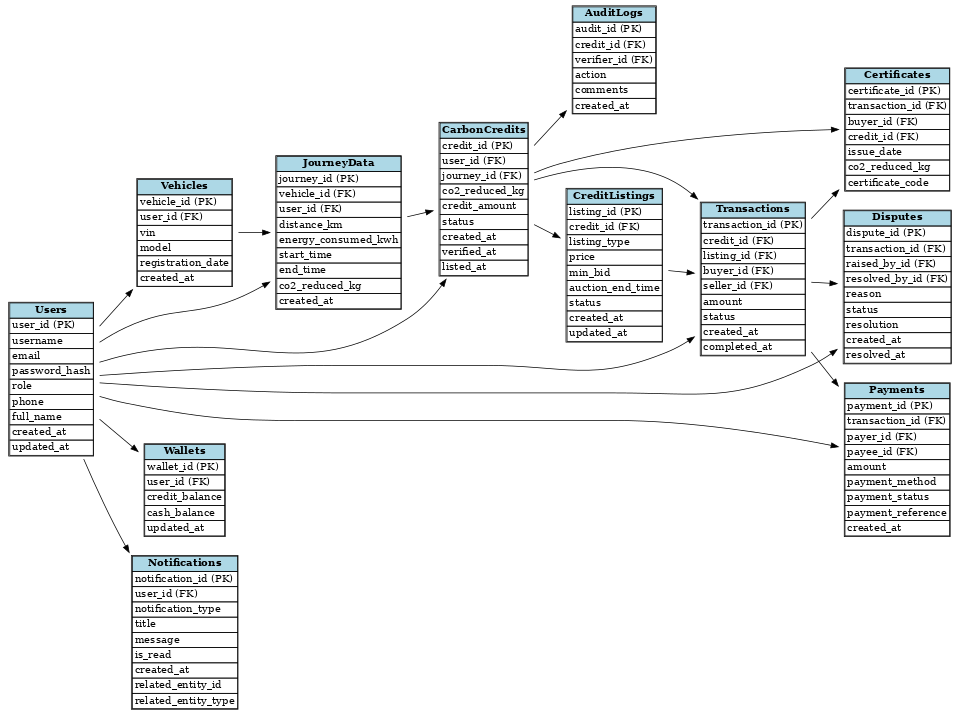 AuditLogs
audit_id (PK)
credit_id (FK)
verifier_id (FK)
action
comments
created_at
Certificates
certificate_id (PK)
transaction_id (FK)
buyer_id (FK)
credit_id (FK)
issue_date
co2_reduced_kg
certificate_code
CarbonCredits
credit_id (PK)
user_id (FK)
journey_id (FK)
co2_reduced_kg
credit_amount
status
created_at
verified_at
listed_at
JourneyData
journey_id (PK)
vehicle_id (FK)
user_id (FK)
distance_km
energy_consumed_kwh
start_time
end_time
co2_reduced_kg
created_at
Vehicles
vehicle_id (PK)
user_id (FK)
vin
model
registration_date
created_at
CreditListings
listing_id (PK)
credit_id (FK)
listing_type
price
min_bid
auction_end_time
status
created_at
updated_at
Transactions
transaction_id (PK)
credit_id (FK)
listing_id (FK)
buyer_id (FK)
seller_id (FK)
amount
status
created_at
completed_at
Disputes
dispute_id (PK)
transaction_id (FK)
raised_by_id (FK)
resolved_by_id (FK)
reason
status
resolution
created_at
resolved_at
Users
user_id (PK)
username
email
password_hash
role
phone
full_name
created_at
updated_at
Payments
payment_id (PK)
transaction_id (FK)
payer_id (FK)
payee_id (FK)
amount
payment_method
payment_status
payment_reference
created_at
Wallets
wallet_id (PK)
user_id (FK)
credit_balance
cash_balance
updated_at
Notifications
notification_id (PK)
user_id (FK)
notification_type
title
message
is_read
created_at
related_entity_id
related_entity_type